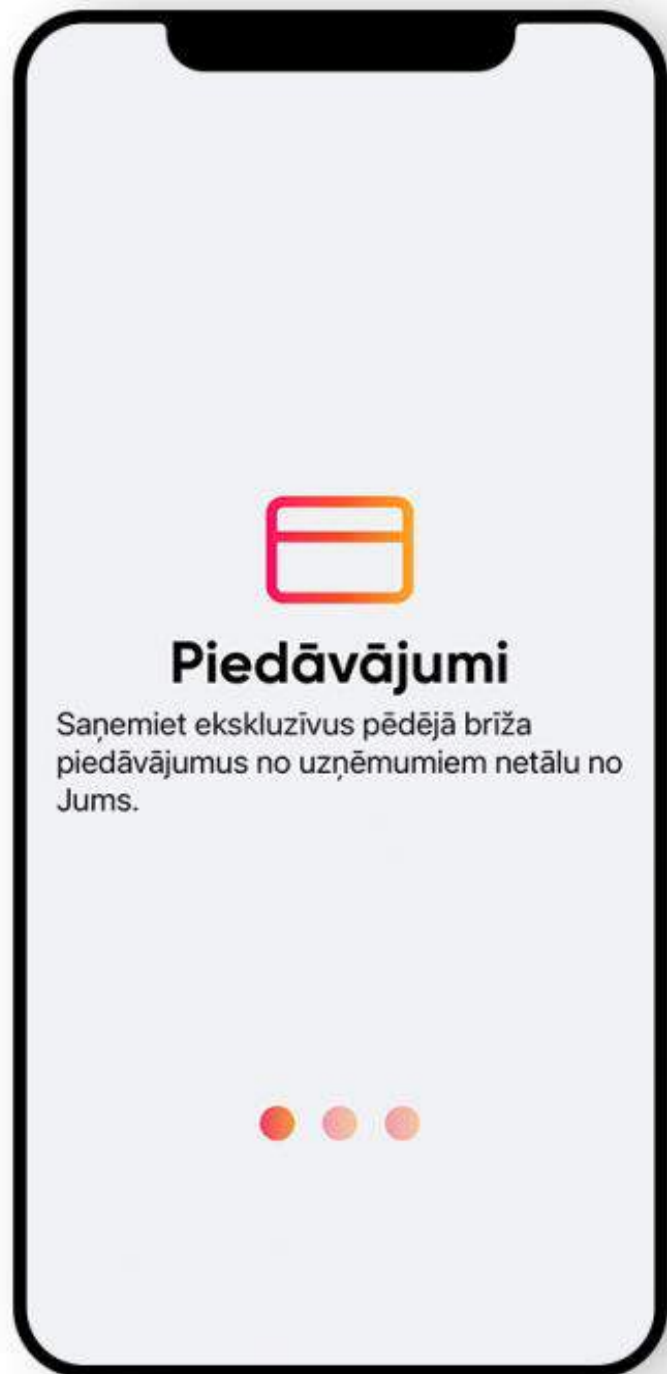 Piedāvājumi
Saņemiet ekskluzīvus pēdējā brīža
piedāvājumus no uzņēmumiem netālu no
Jums.